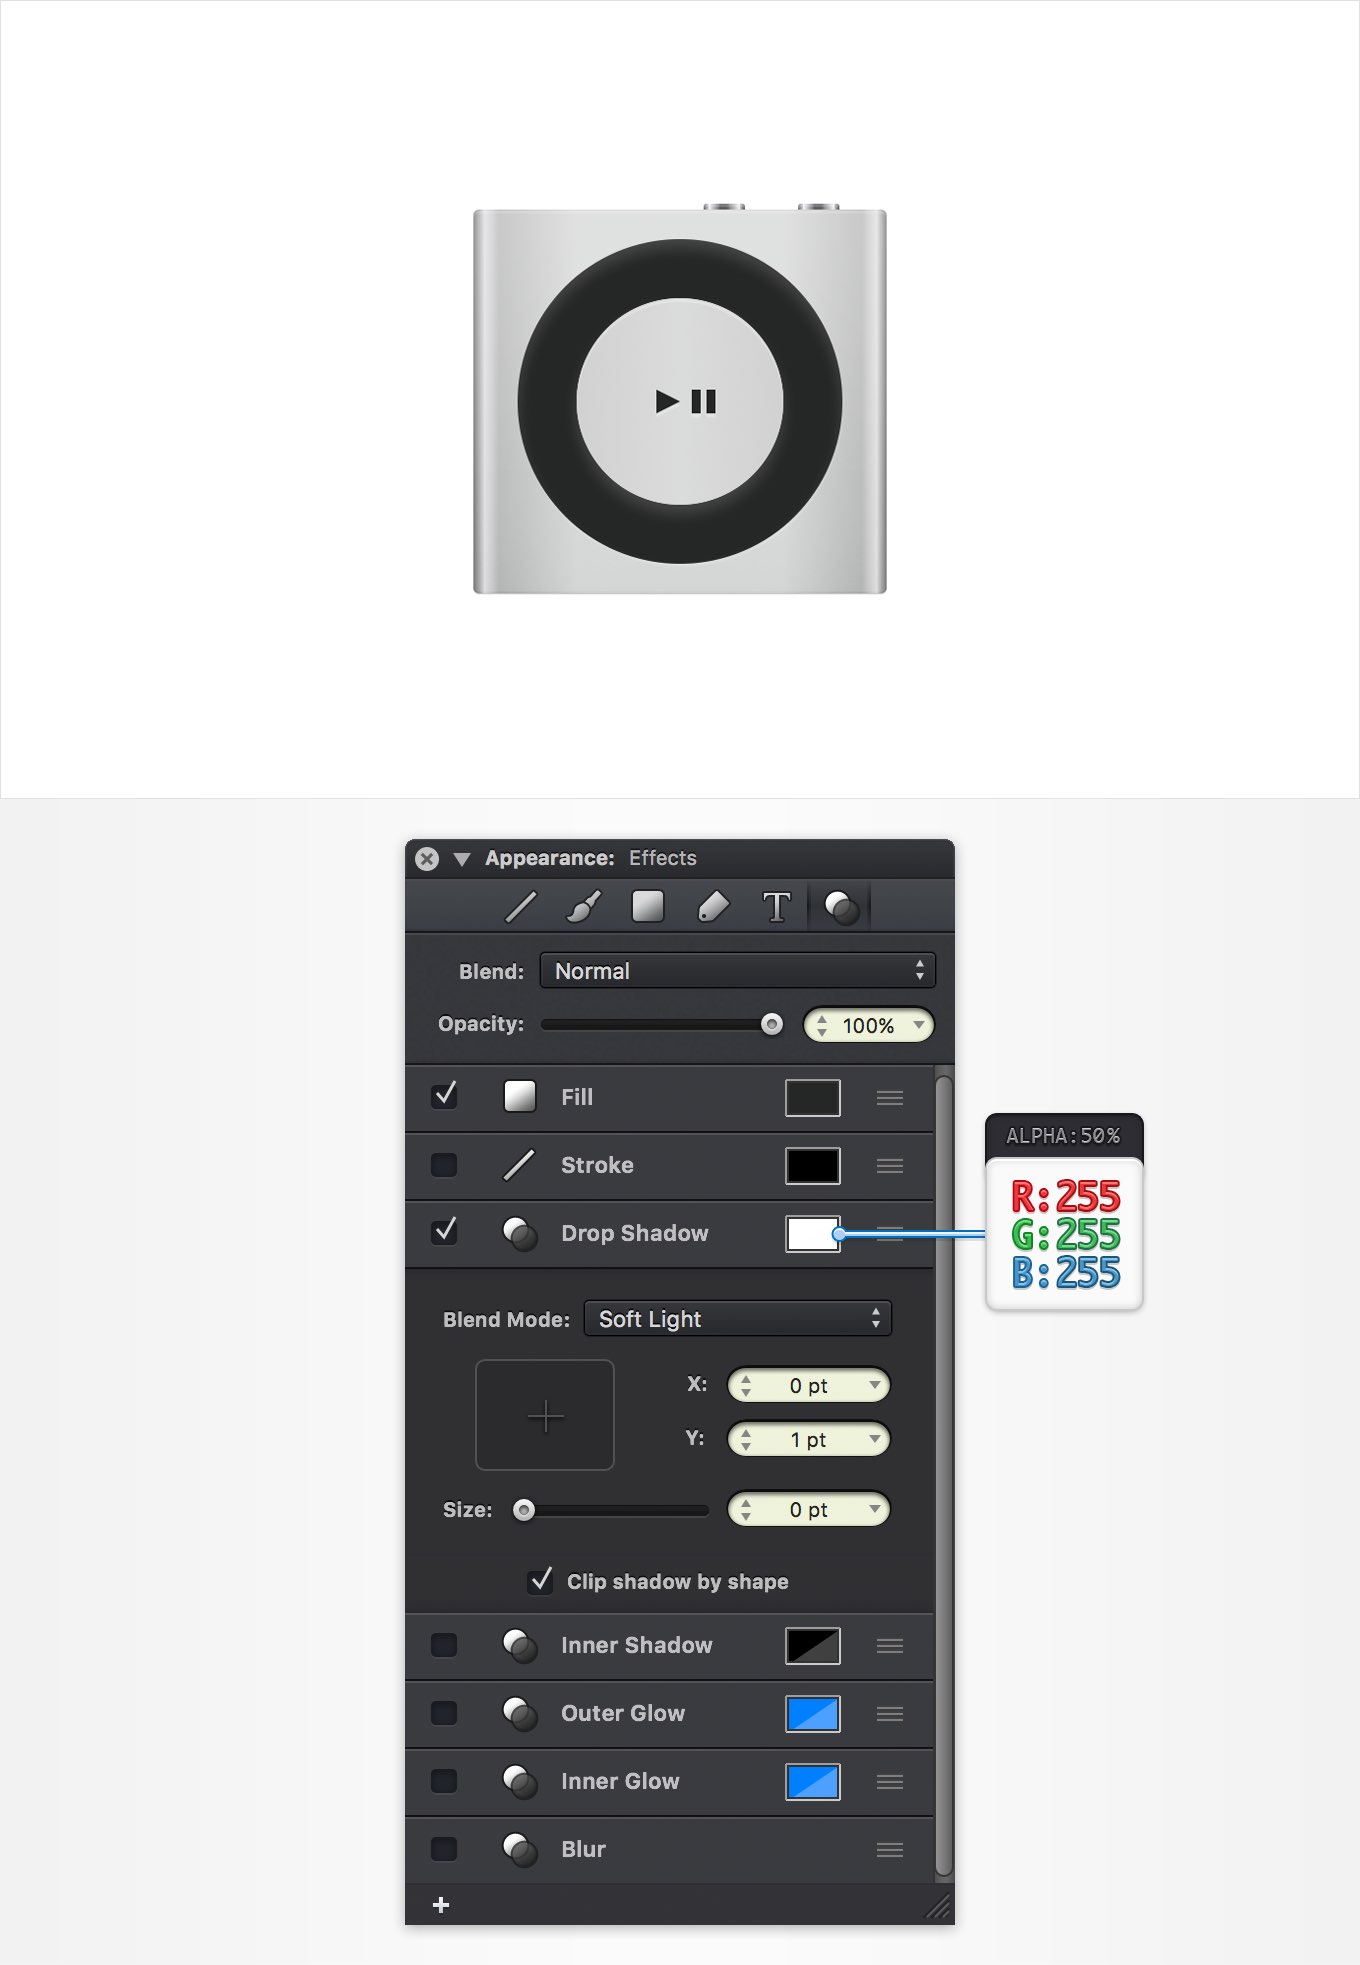 Appearance: Effects
T
Blend: Normal
Opacity: 100%
Fill
Stroke
Drop Shadow
ALPHA:50%
R:255
G:255
B:255
Blend Mode: Soft Light
X: 0 pt
Y: 1 pt
Size: 0 pt
Clip shadow by shape
Inner Shadow
Outer Glow
Inner Glow
Blur